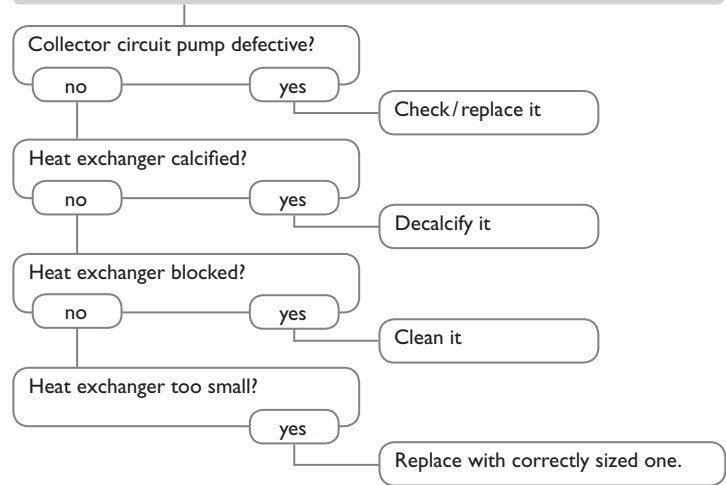 Collector circuit pump defective?
no
yes
Check / replace it
Heat exchanger calcified?
no
yes
Decalcify it
Heat exchanger blocked?
no
yes
Clean it
Heat exchanger too small?
yes
Replace with correctly sized one.